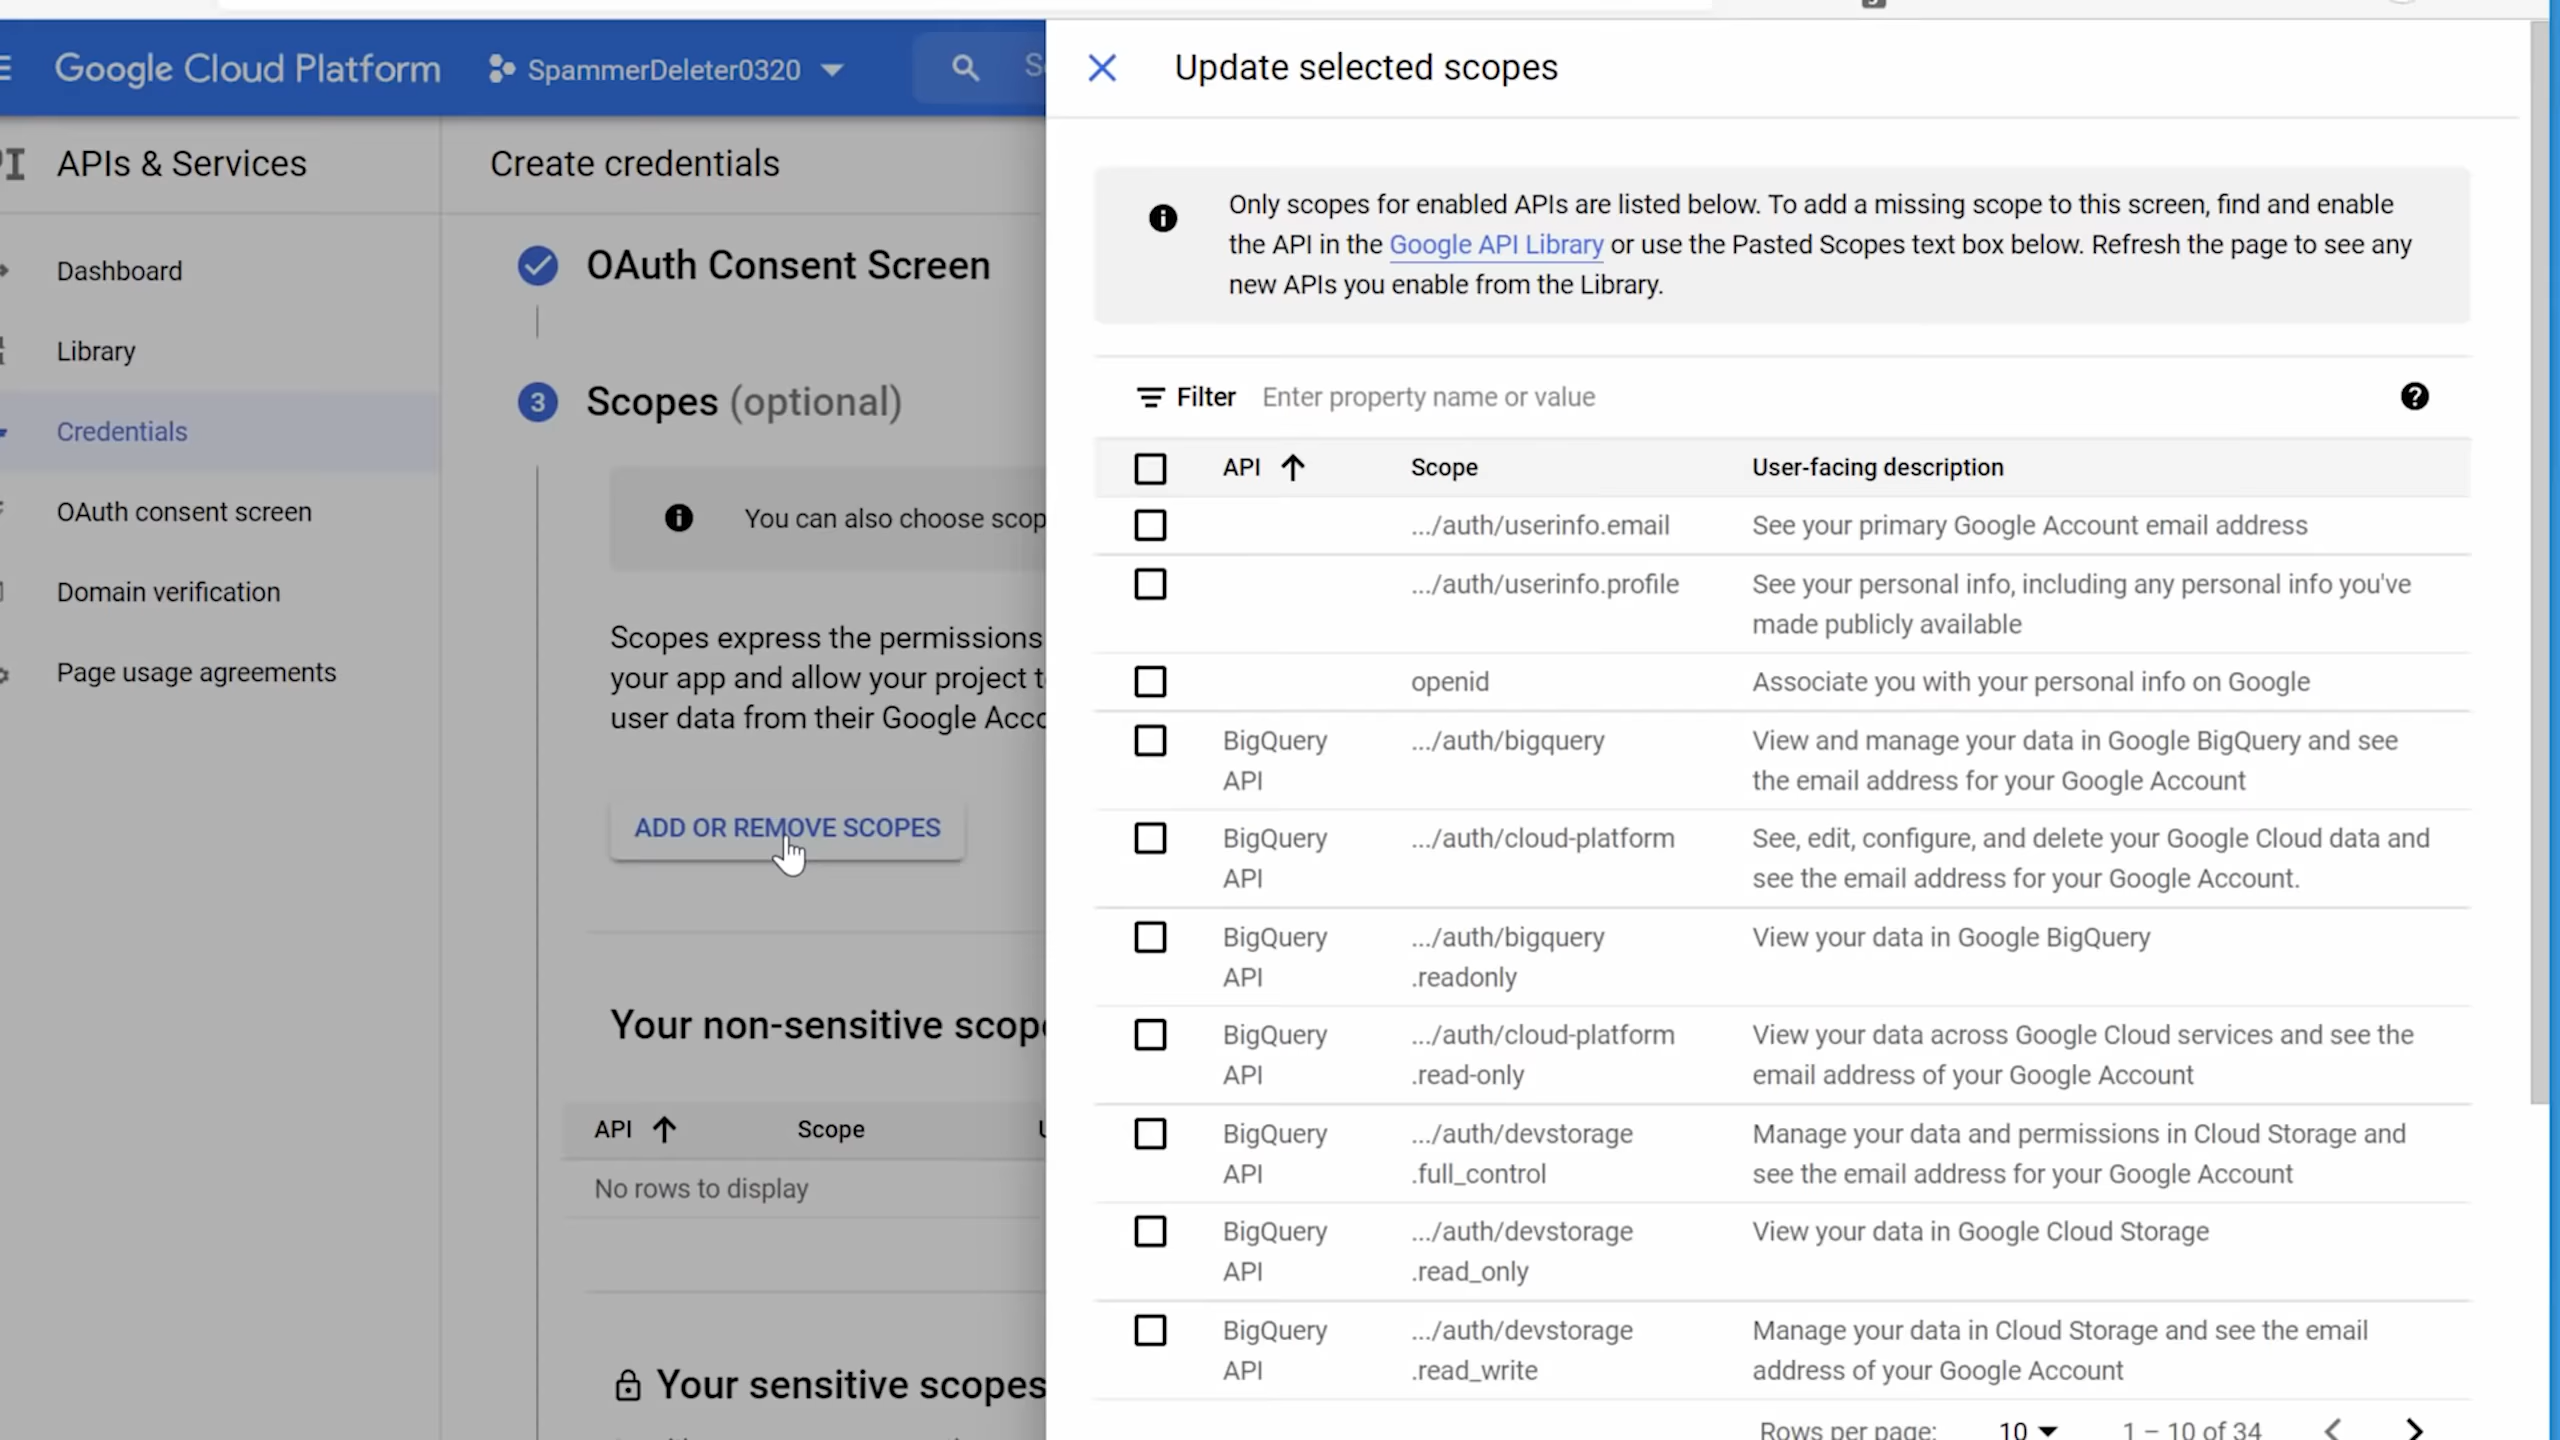 Google Cloud Platform
SpammerDeleter0320
Update selected scopes
APIs & Services
Dashboard
Library
Credentials
OAuth consent screen
Domain verification
Page usage agreements
Create credentials
OAuth Consent Screen
3
Scopes (optional)
You can also choose scop
Scopes express the permissions
your app and allow your project t
user data from their Google Acco
ADD OR REMOVE SCOPES
Your non-sensitive scop
API Scope
No rows to display
Your sensitive scopes
Only scopes for enabled APIs are listed below. To add a missing scope to this screen, find and enable
the API in the Google API Library or use the Pasted Scopes text box below. Refresh the page to see any
new APIs you enable from the Library.
Filter Enter property name or value
API Scope User-facing description
.../auth/userinfo.email See your primary Google Account email address
.../auth/userinfo.profile See your personal info, including any personal info you've
made publicly available
openid Associate you with your personal info on Google
BigQuery .../auth/bigquery View and manage your data in Google BigQuery and see
API the email address for your Google Account
BigQuery .../auth/cloud-platform See, edit, configure, and delete your Google Cloud data and
API see the email address for your Google Account.
BigQuery .../auth/bigquery View your data in Google BigQuery
API .readonly
BigQuery .../auth/cloud-platform View your data across Google Cloud services and see the
API .read-only email address of your Google Account
BigQuery .../auth/devstorage Manage your data and permissions in Cloud Storage and
API .full_control see the email address for your Google Account
BigQuery .../auth/devstorage View your data in Google Cloud Storage
API .read_only
BigQuery .../auth/devstorage Manage your data in Cloud Storage and see the email
API .read_write address of your Google Account
Rows per page: 10 1 – 10 of 34